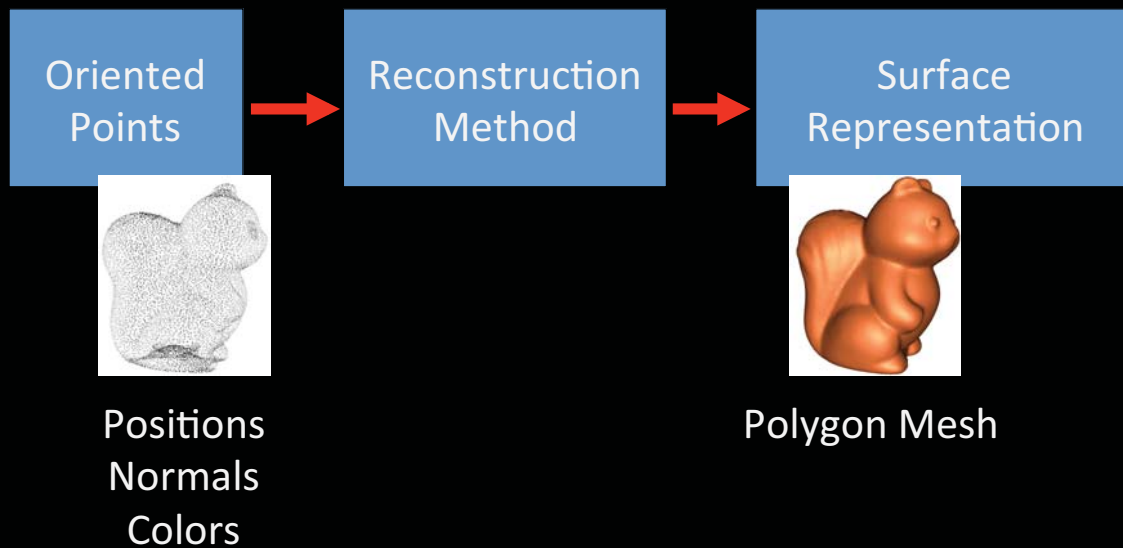 Oriented
Points
Reconstruction
Method
Surface
Representation
Positions
Normals
Colors
Polygon Mesh